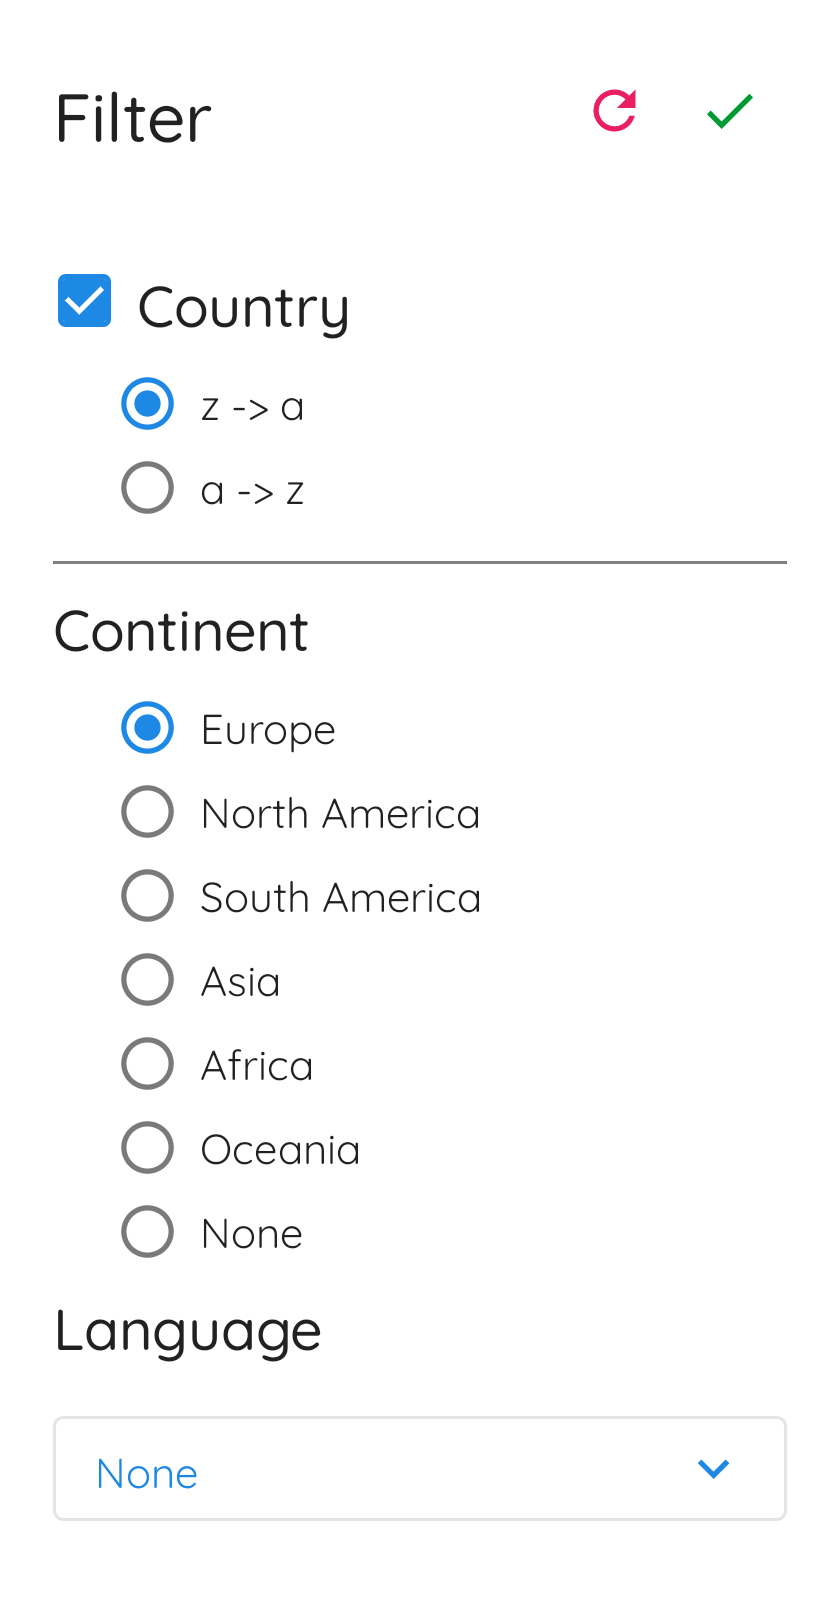 Filter
Country
z -> a
a -> z
Continent
Europe
North America
South America
Asia
Africa
Oceania
None
Language
None